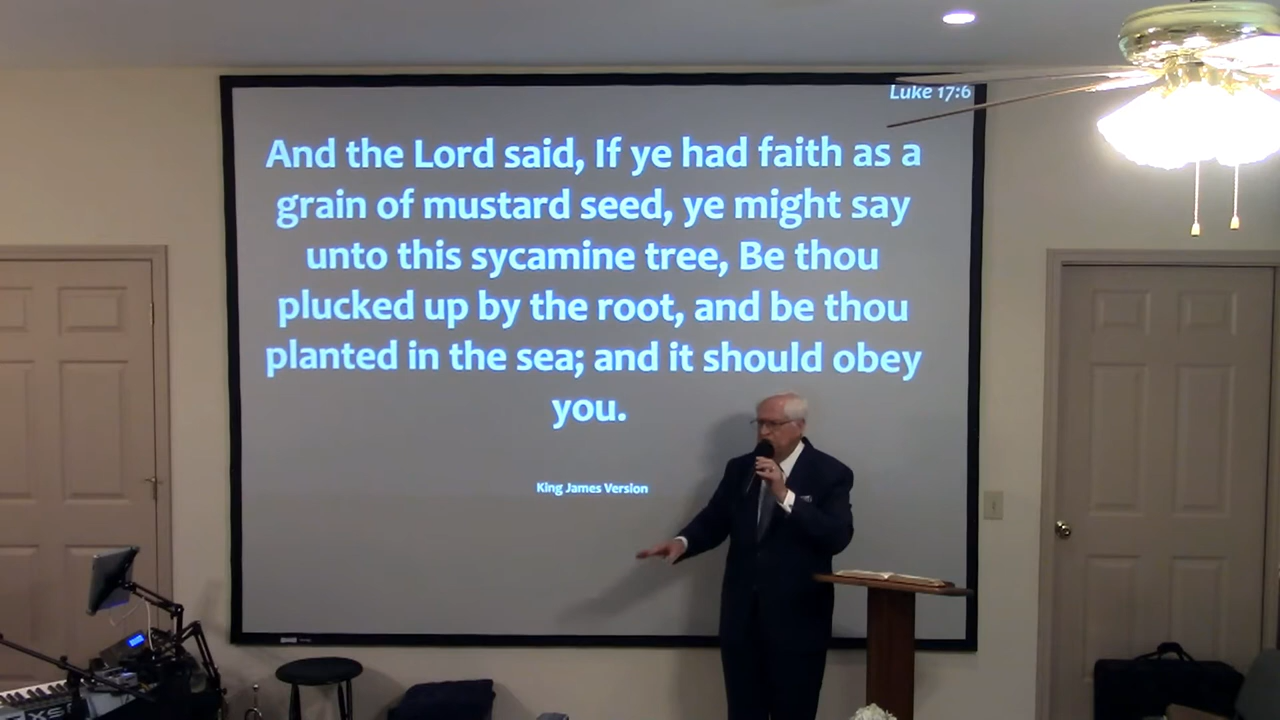 Luke 17:6
And the Lord said, If ye had faith as a
grain of mustard seed, ye might say
unto this sycamine tree, Be thou
plucked up by the root, and be thou
planted in the sea; and it should obey
you.
King James Version